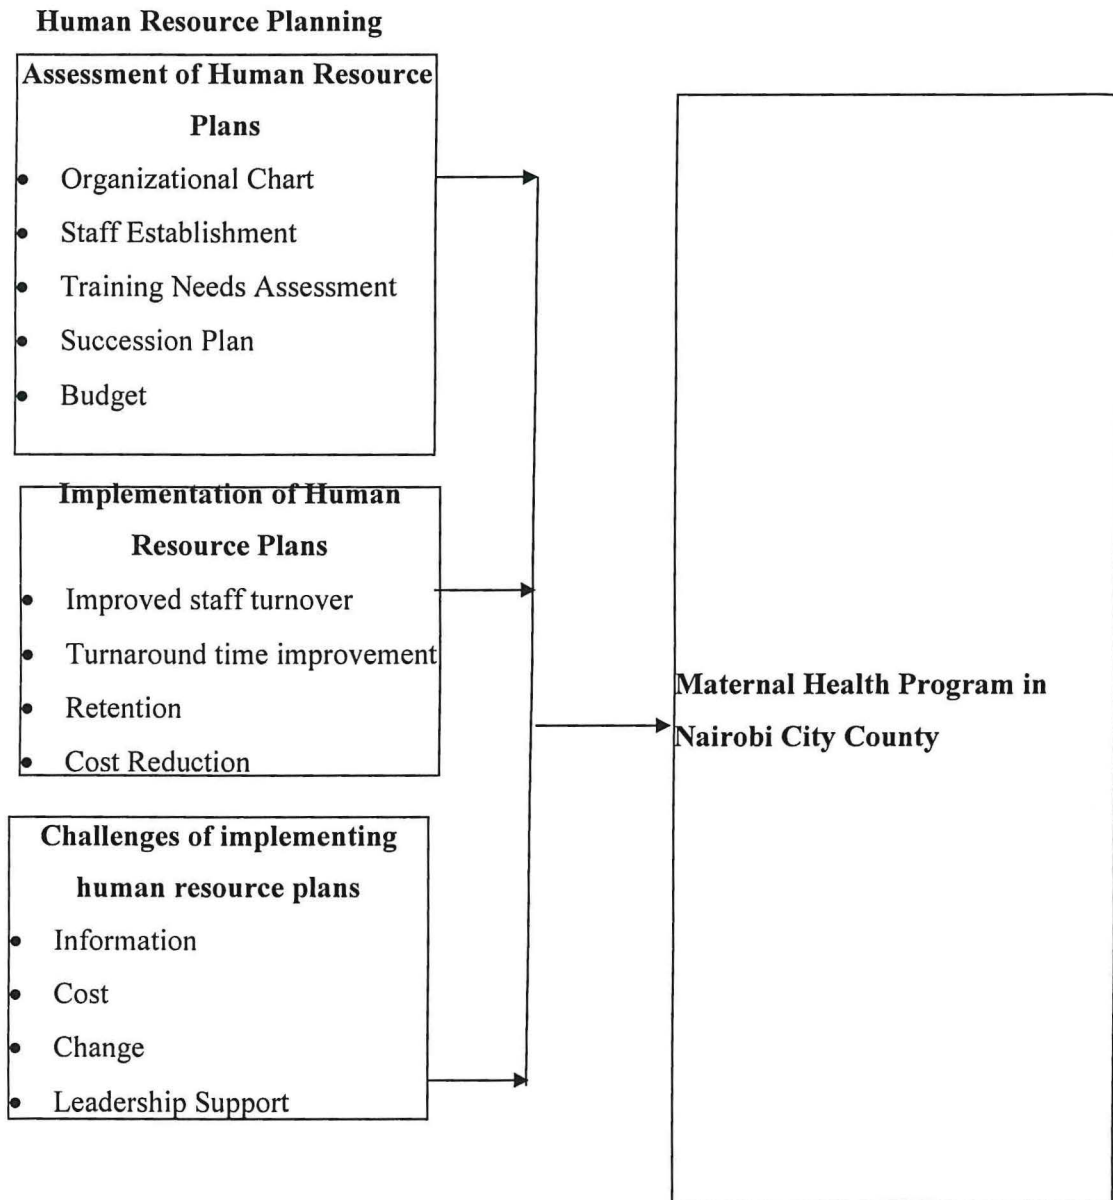 Human Resource Planning
Assessment of Human Resource
Plans
• Organizational Chart
• Staff Establishment
• Training Needs Assessment
• Succession Plan
• Budget
Implementation of Human
Resource Plans
• Improved staff turnover
• Turnaround time improvement
• Retention
• Cost Reduction
Challenges of implementing
human resource plans
• Information
• Cost
• Change
• Leadership Support
Maternal Health Program in
Nairobi City County